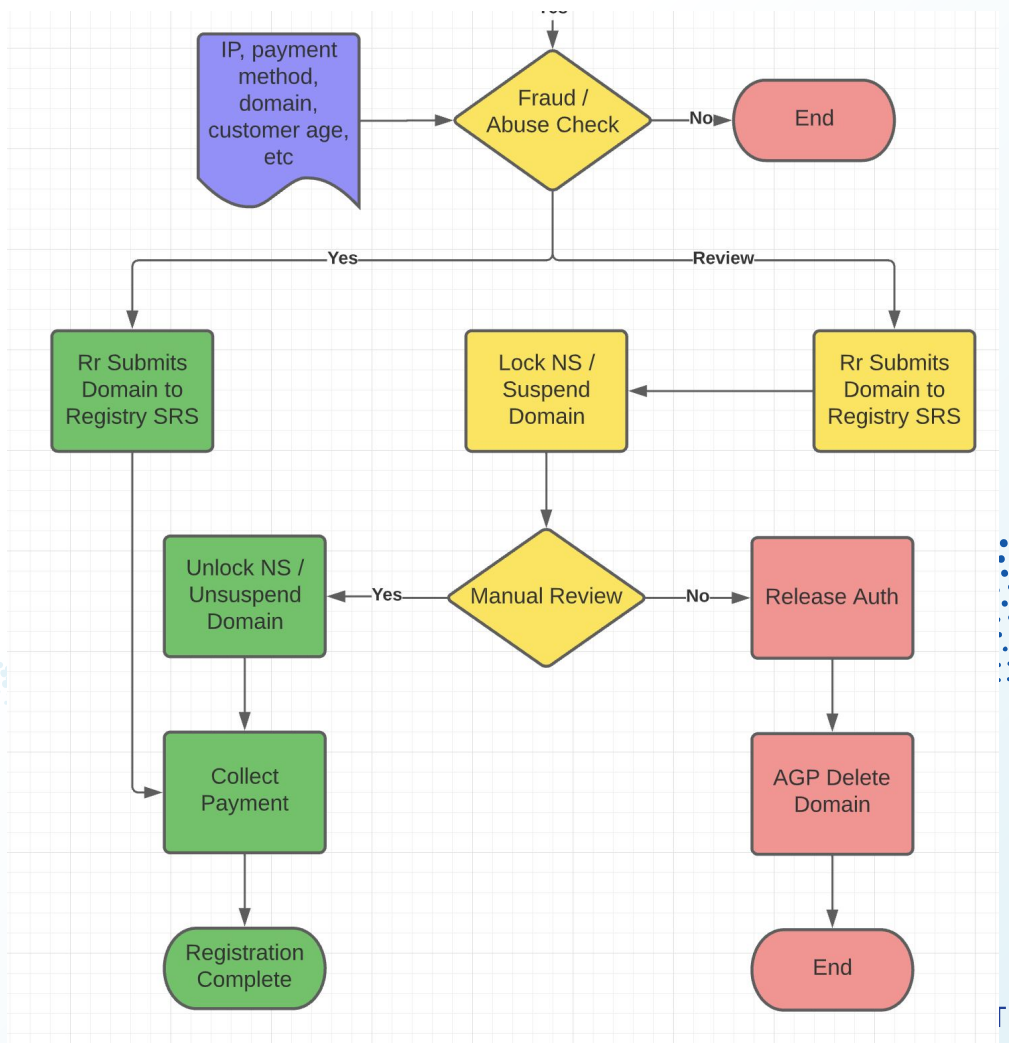 Yes
IP, payment
method,
domain,
customer age,
etc
Fraud /
Abuse Check
No
End
Yes
Review
Rr Submits
Domain to
Registry SRS
Lock NS /
Suspend
Domain
Rr Submits
Domain to
Registry SRS
Unlock NS /
Unsuspend
Domain
Yes
Manual Review
No
Release Auth
Collect
Payment
AGP Delete
Domain
Registration
Complete
End